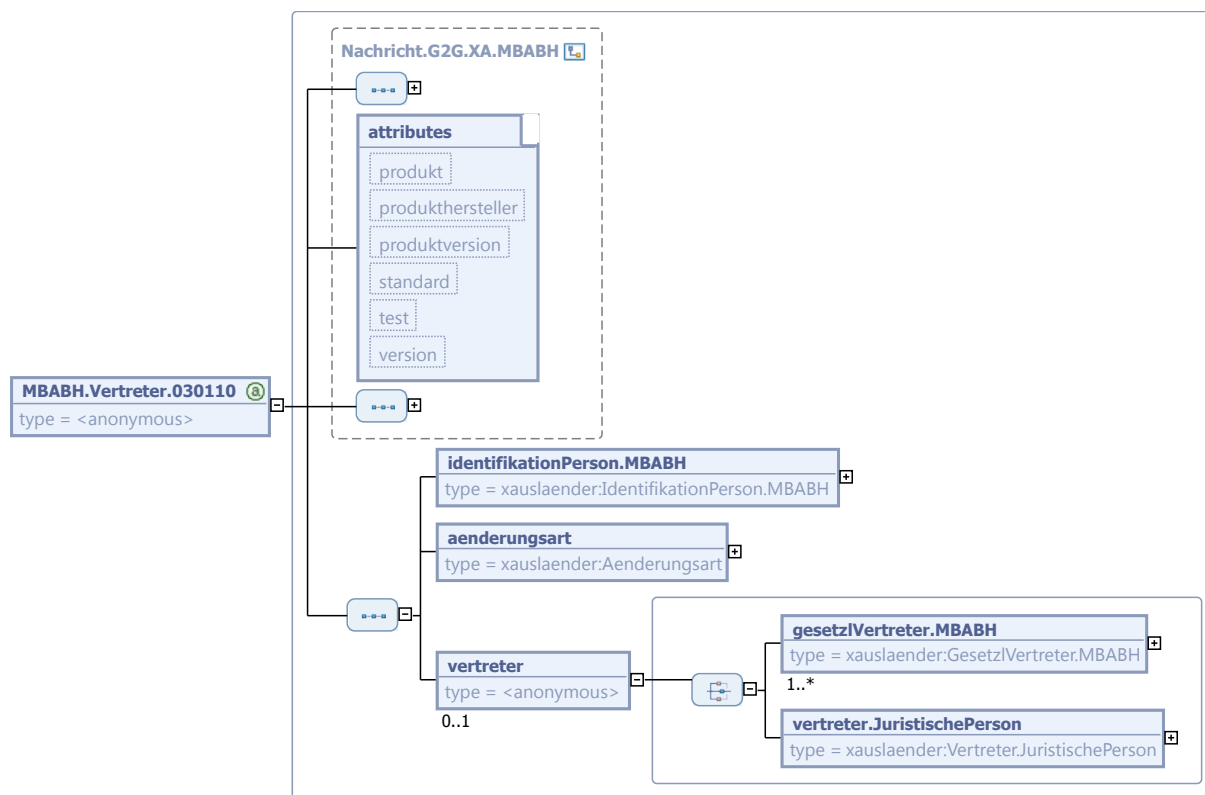 Nachricht.G2G.XA.MBABH
attributes
produkt
produkthersteller
produktversion
standard
test
version
MBABH.Vertreter.030110
type = <anonymous>
identifikationPerson.MBABH
type = xauslaender:IdentifikationPerson.MBABH
aenderungsart
type = xauslaender:Aenderungsart
vertreter
type = <anonymous>
0..1
gesetzlVertreter.MBABH
type = xauslaender:GesetzlVertreter.MBABH
1..*
vertreter.JuristischePerson
type = xauslaender:Vertreter.JuristischePerson